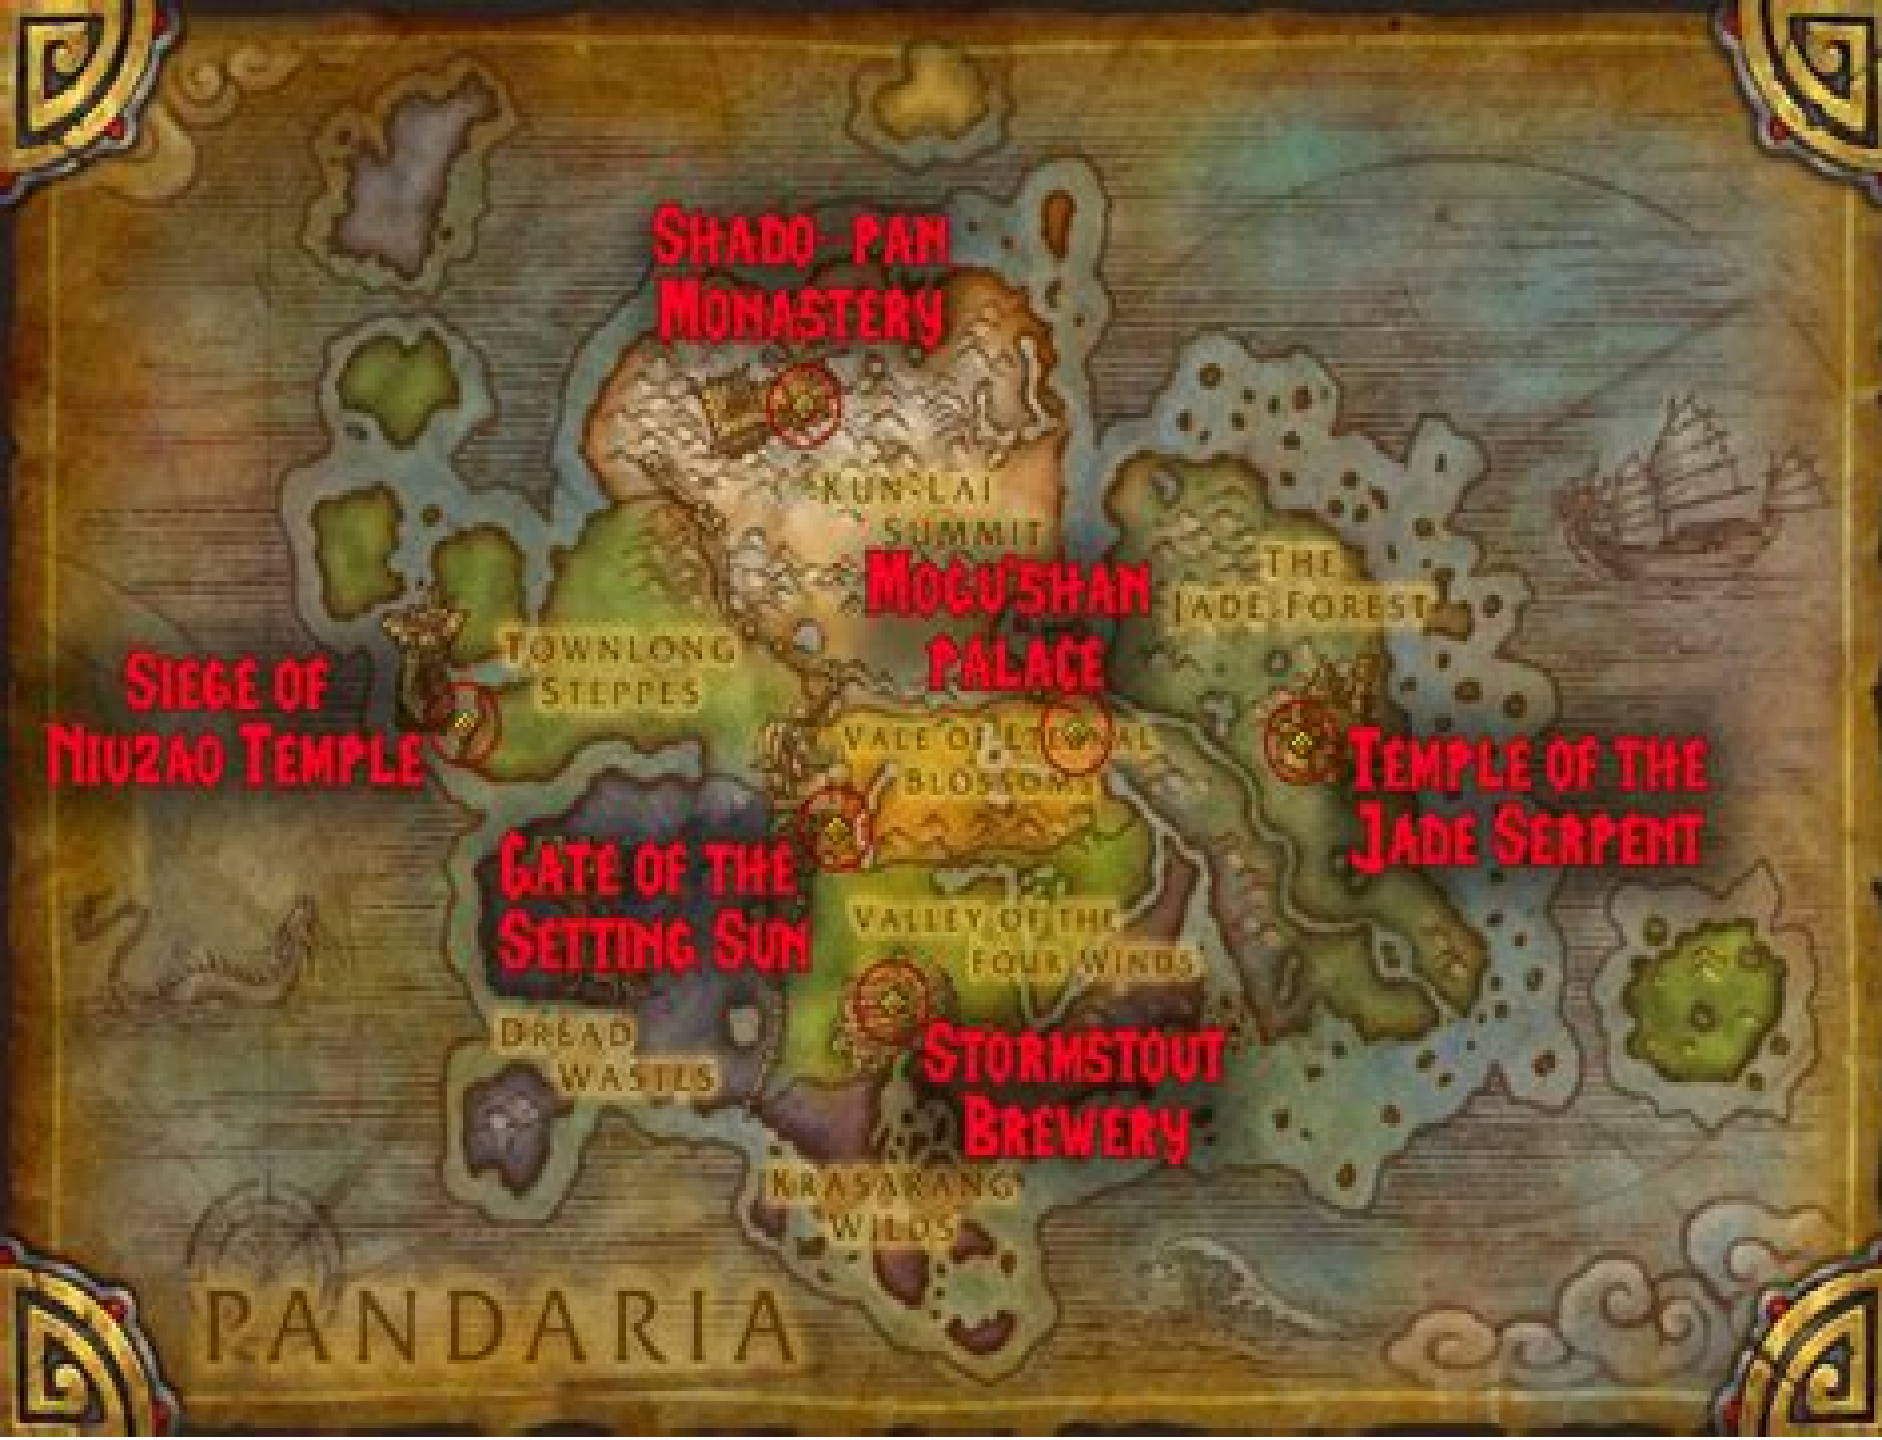 SHADO-PAN
MONASTERY
KUN-LAI
SUMMIT
MOGU'SHAN
PALACE
THE
JADE FOREST
TOWNLONG
STEPPES
SIEGE OF
NIUZAO TEMPLE
VALE OF ETERNAL
BLOSSOMS
TEMPLE OF THE
JADE SERPENT
GATE OF THE
SETTING SUN
VALLEY OF THE
FOUR WINDS
DREAD
WASTES
STORMSTOUT
BREWERY
KRASARANG
WILDS
PANDARIA